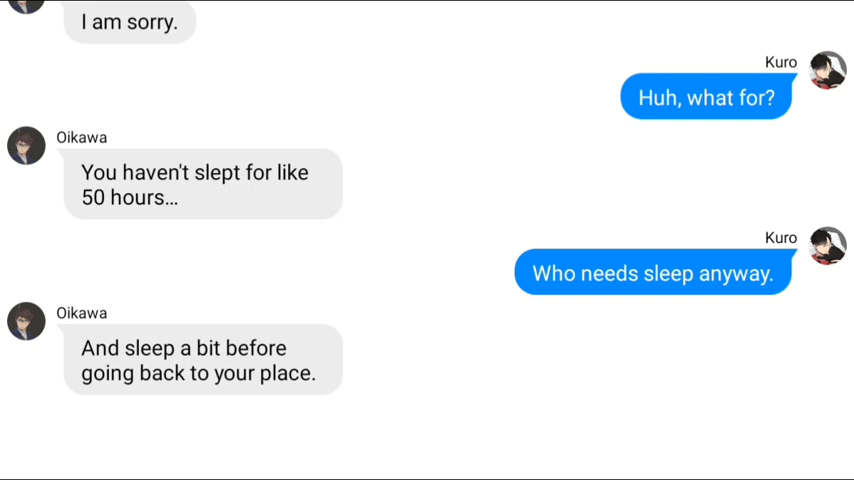 I am sorry.
Kuro
Huh, what for?
Oikawa
You haven't slept for like
50 hours...
Kuro
Who needs sleep anyway.
Oikawa
And sleep a bit before
going back to your place.